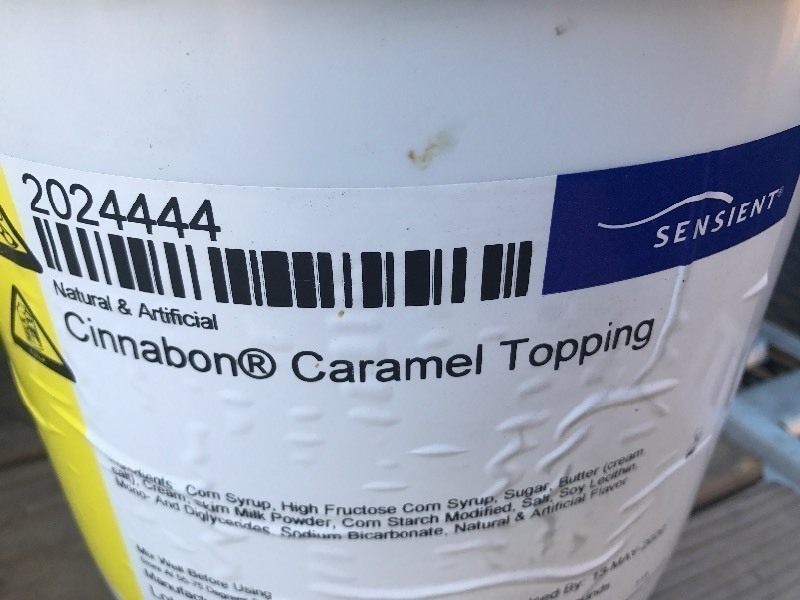 2024444
SENSIENT®
Natural & Artificial
Cinnabon® Caramel Topping
Ingredients, Corn Syrup, High Fructose Corn Syrup, Sugar, Butter (cream,
salt), Cream, Skim Milk Powder, Corn Starch Modified, Salt, Soy Lecithin,
Mono- And Diglycerides, Sodium Bicarbonate, Natural & Artificial Flavor
Mix Well Before Using